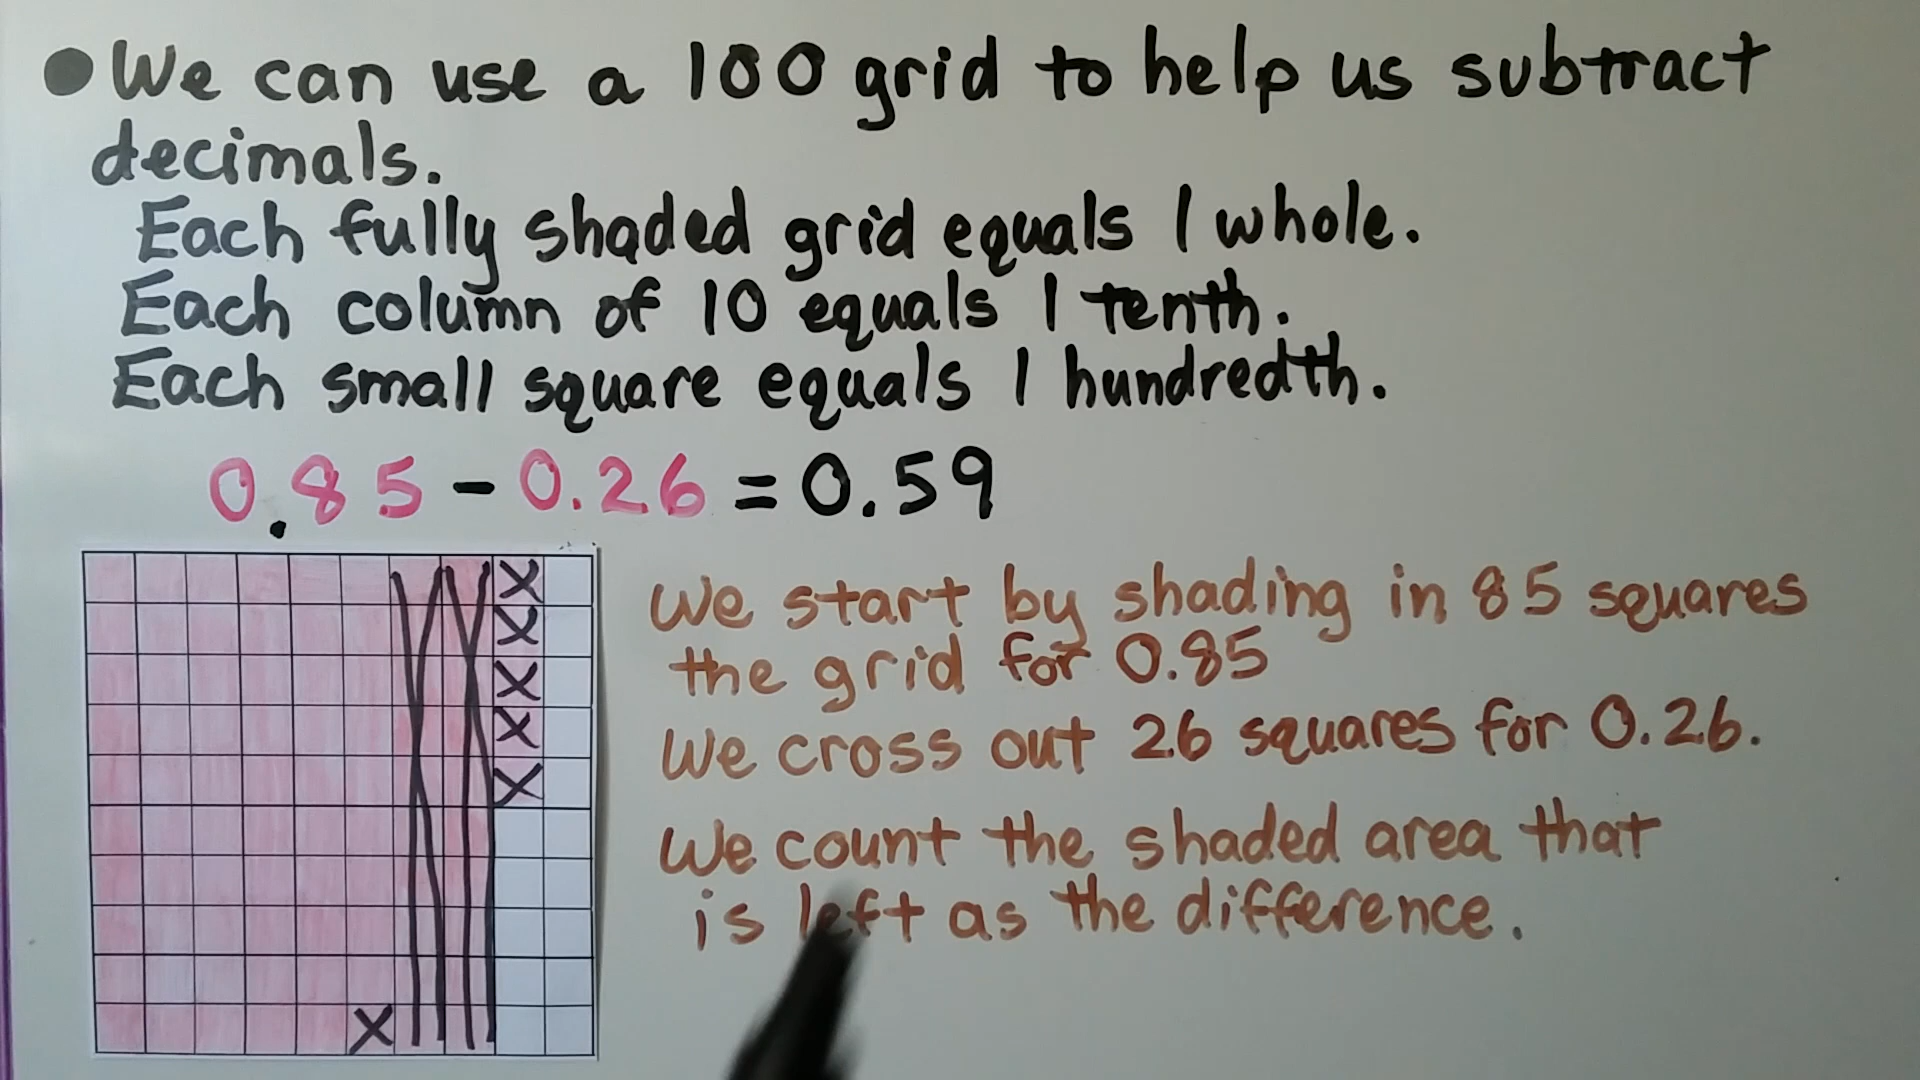 We can use a 100 grid to help us subtract
decimals.
Each fully shaded grid equals 1 whole.
Each column of 10 equals 1 tenth.
Each small square equals 1 hundredth.
0.85 - 0.26 = 0.59
We start by shading in 85 squares
the grid for 0.85
We cross out 26 squares for 0.26.
We count the shaded area that
is left as the difference.
X
X
X
X
X
X